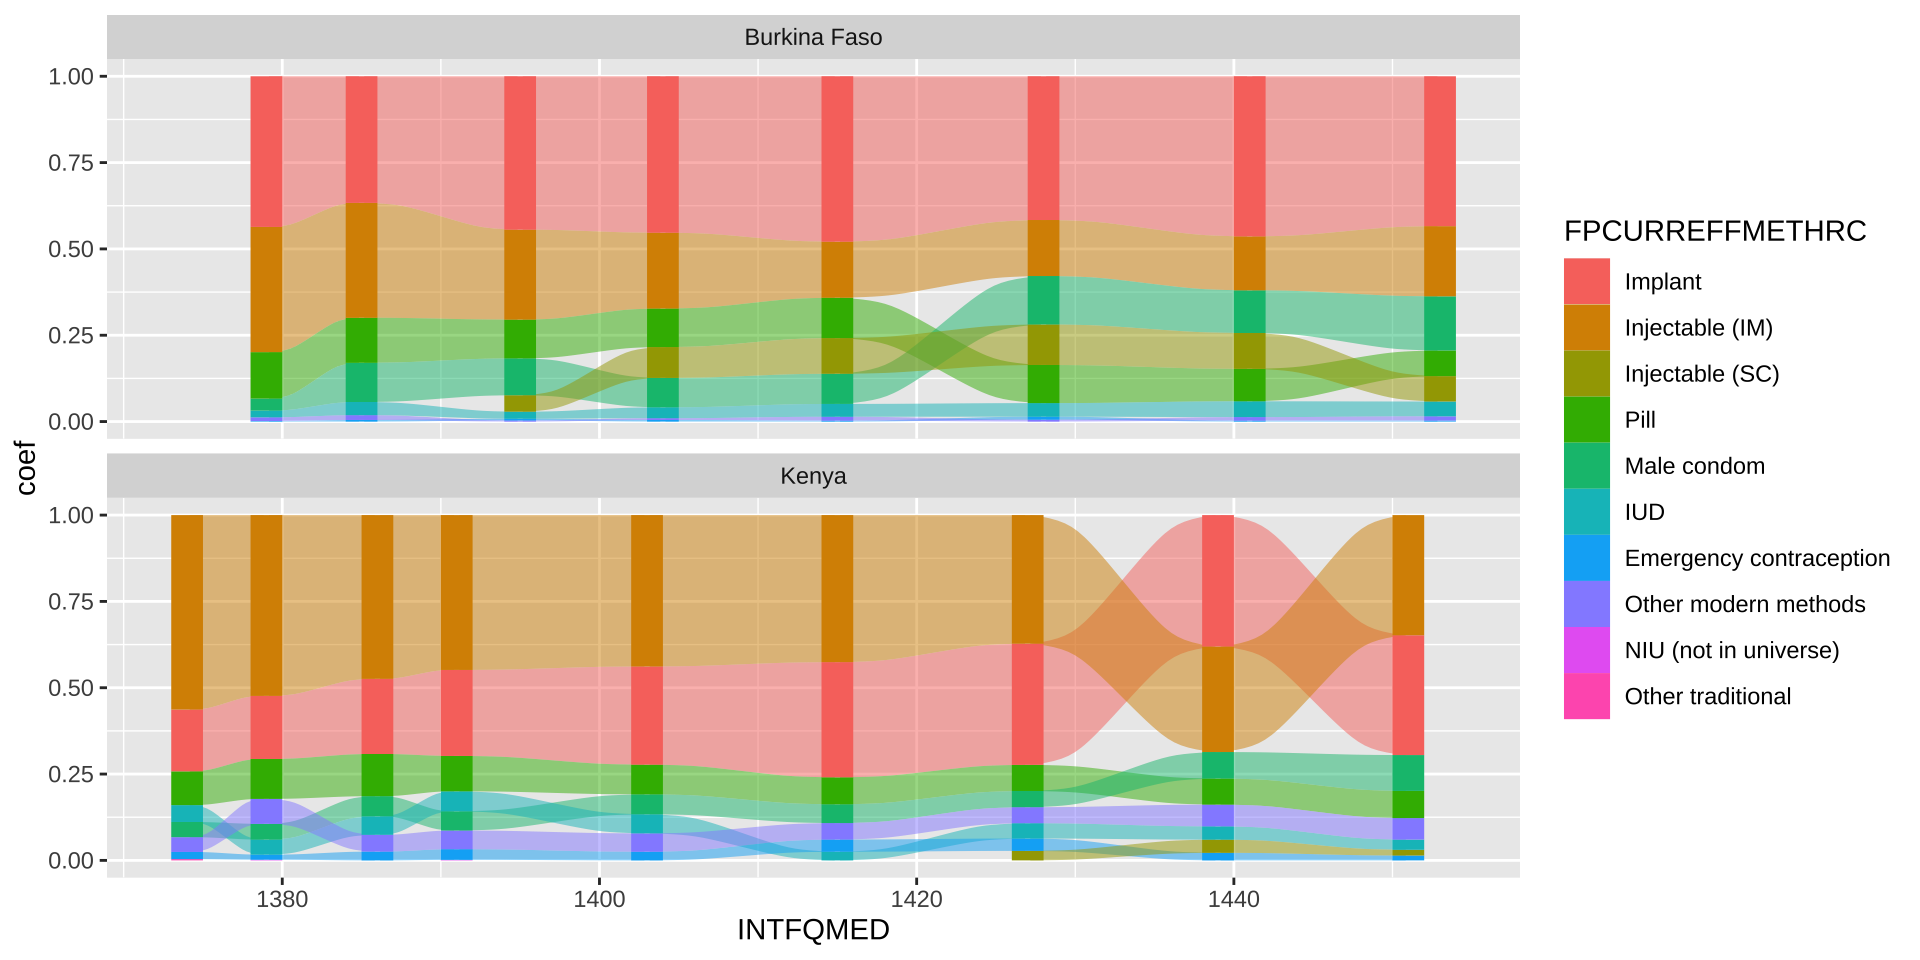 Burkina Faso
1.00
0.75
0.50
0.25
0.00
coef
Kenya
1.00
0.75
0.50
0.25
0.00
1380 1400 1420 1440
INTFQMED
FPCURREFFMETHRC
Implant
Injectable (IM)
Injectable (SC)
Pill
Male condom
IUD
Emergency contraception
Other modern methods
NIU (not in universe)
Other traditional